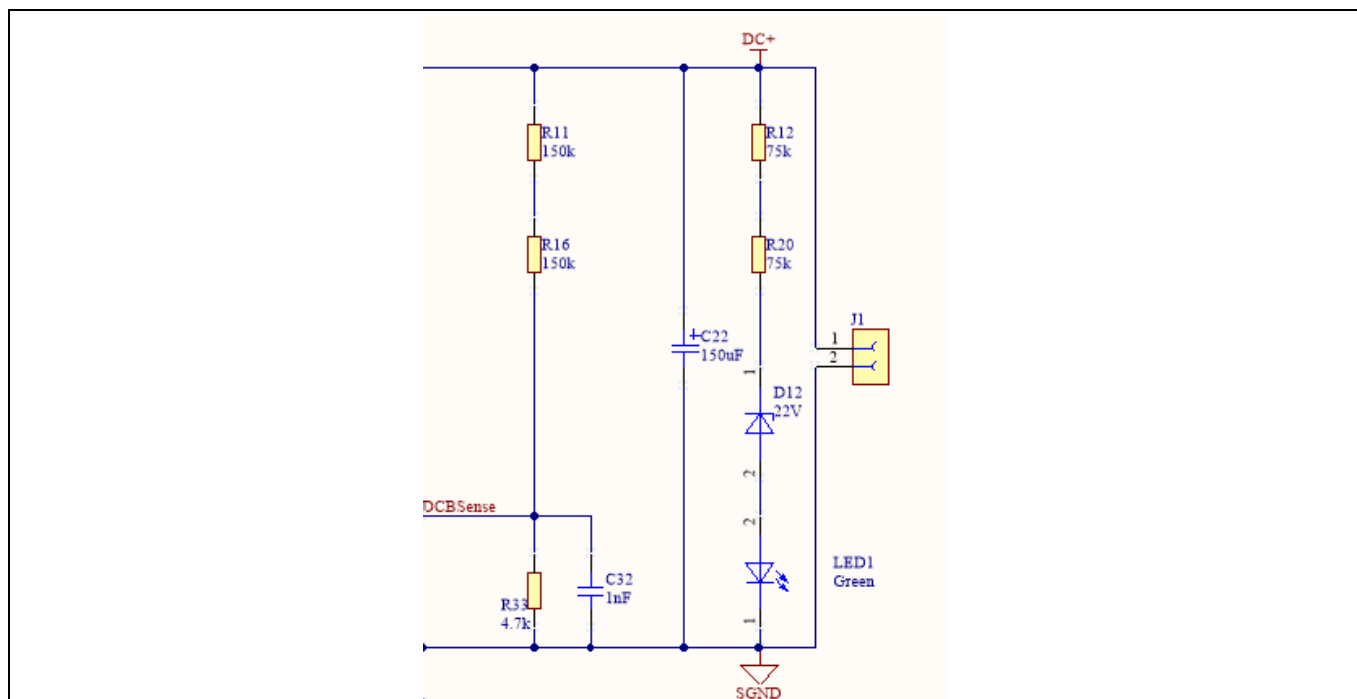 DC+
R11
150k
R12
75k
R16
150k
R20
75k
J1
1
2
C22
150uF
1
D12
22V
2
DCBSense
2
LED1
Green
C32
1nF
R33
4.7k
1
SGND